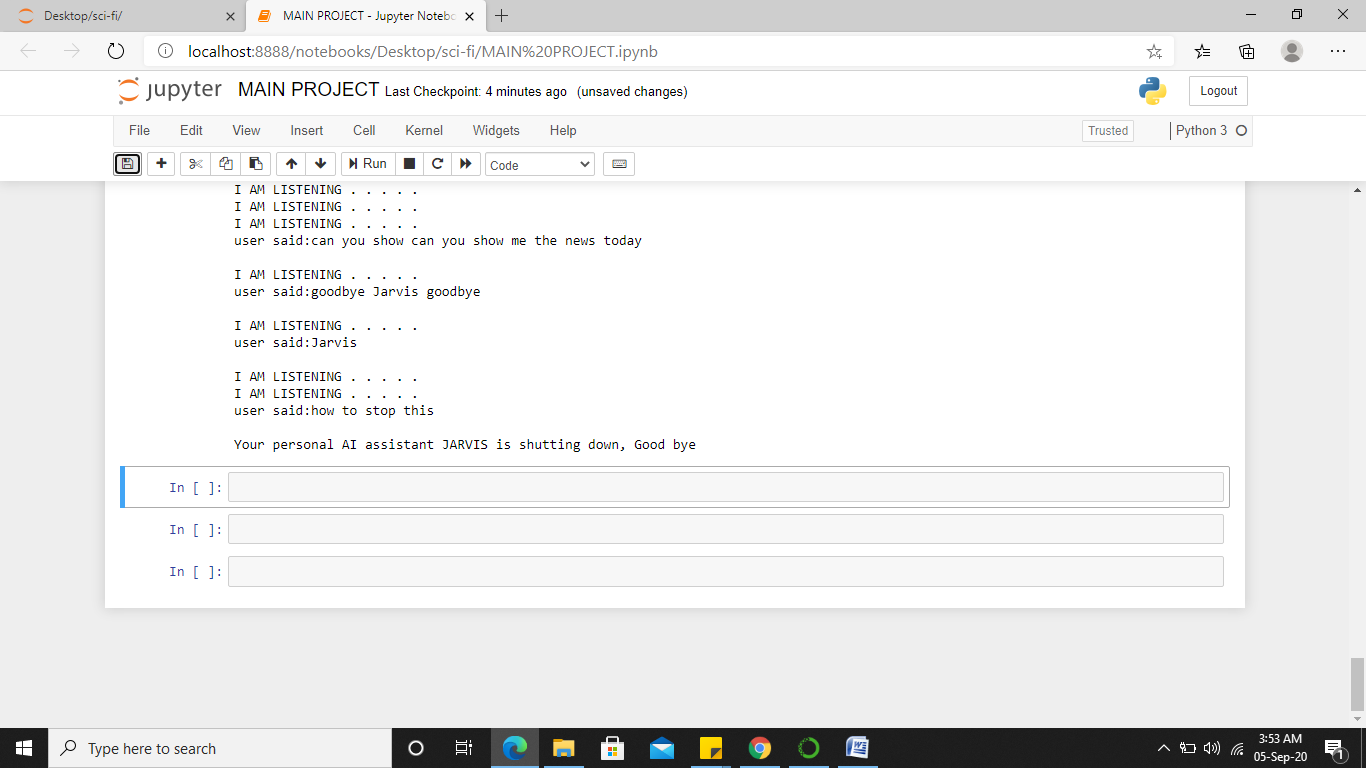 Desktop/sci-fi/
MAIN PROJECT - Jupyter Notebo
localhost:8888/notebooks/Desktop/sci-fi/MAIN%20PROJECT.ipynb
jupyter MAIN PROJECT Last Checkpoint: 4 minutes ago (unsaved changes)
Logout
File Edit View Insert Cell Kernel Widgets Help
Trusted
Python 3
Run
Code
I AM LISTENING . . . . .
I AM LISTENING . . . . .
I AM LISTENING . . . . .
user said:can you show can you show me the news today
I AM LISTENING . . . . .
user said:goodbye Jarvis goodbye
I AM LISTENING . . . . .
user said:Jarvis
I AM LISTENING . . . . .
I AM LISTENING . . . . .
user said:how to stop this
Your personal AI assistant JARVIS is shutting down, Good bye
In [ ]:
In [ ]:
In [ ]:
Type here to search
3:53 AM
05-Sep-20
1